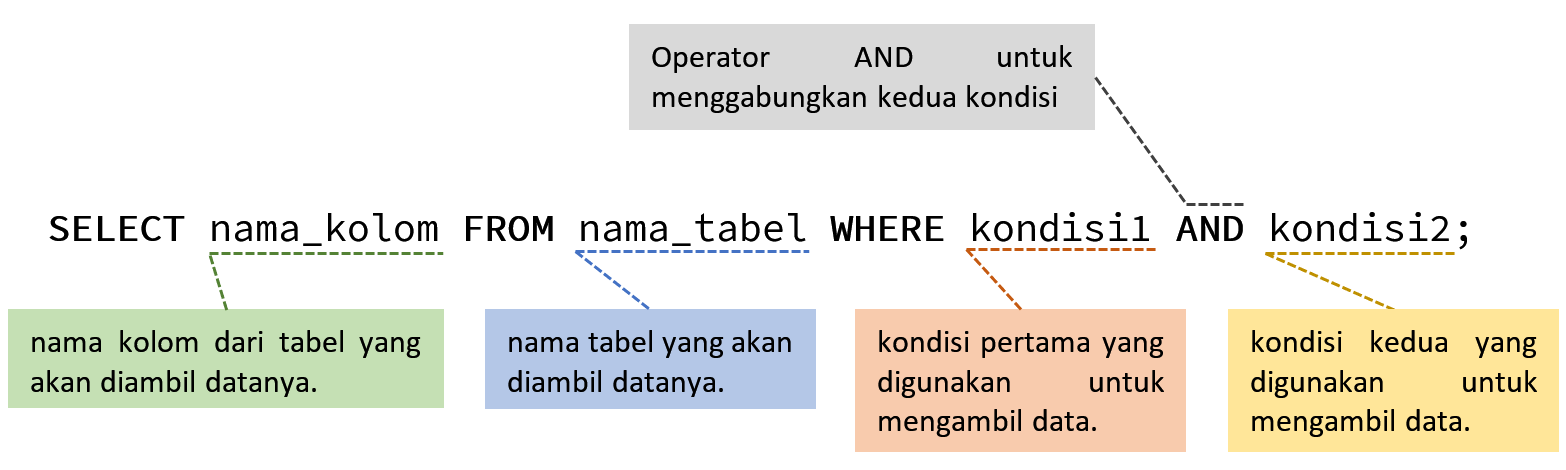 Operator AND untuk
menggabungkan kedua kondisi
SELECT nama_kolom FROM nama_tabel WHERE kondisi1 AND kondisi2;
nama kolom dari tabel yang
akan diambil datanya.
nama tabel yang akan
diambil datanya.
kondisi pertama yang
digunakan untuk
mengambil data.
kondisi kedua yang
digunakan untuk
mengambil data.